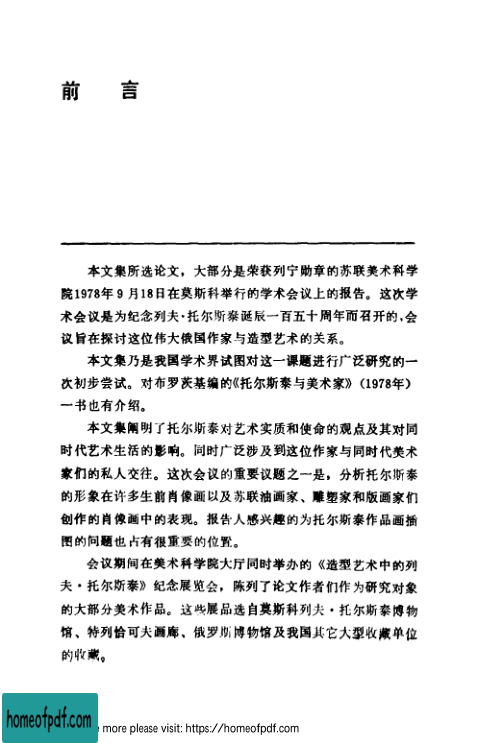 前言
本文集所选论文，大部分是荣获列宁勋章的苏联美术科学
院1978年9月18日在莫斯科举行的学术会议上的报告。这次学
术会议是为纪念列夫·托尔斯泰诞辰一百五十周年而召开的，会
议旨在探讨这位伟大俄国作家与造型艺术的关系。
本文集乃是我国学术界试图对这一课题进行广泛研究的一
次初步尝试。对布罗茨基编的《托尔斯泰与美术家》（1978年）
一书也有介绍。
本文集阐明了托尔斯泰对艺术实质和使命的观点及其对同
时代艺术生活的影响。同时广泛涉及到这位作家与同时代美术
家们的私人交往。这次会议的重要议题之一是，分析托尔斯泰
的形象在许多生前肖像画以及苏联油画家、雕塑家和版画家们
创作的肖像画中的表现。报告人感兴趣的为托尔斯泰作品画插
图的问题也占有很重要的位置。
会议期间在美术科学院大厅同时举办的《造型艺术中的列
夫·托尔斯泰》纪念展览会，陈列了论文作者们作为研究对象
的大部分美术作品。这些展品选自莫斯科列夫·托尔斯泰博物
馆、特列恰可夫画廊、俄罗斯博物馆及我国其它大型收藏单位
的收藏。
homeofpdf.com
e more please visit: https://homeofpdf.com